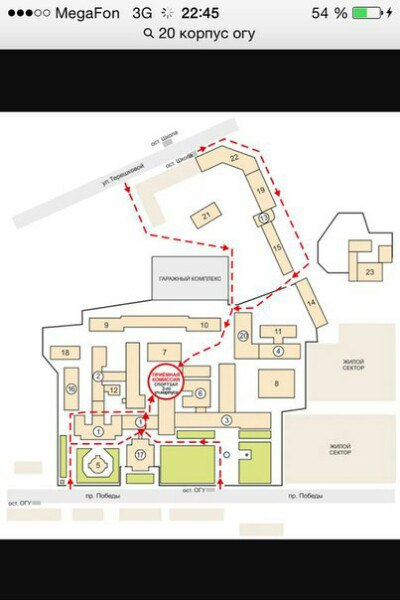 MegaFon 3G 22:45 54 %
20 корпус огу
ост. Школа
ост. Школа
ул. Терешковой
22
19
13
21
15
23
ГАРАЖНЫЙ КОМПЛЕКС
14
9
10
20
11
4
18
7
2
12
16
ПРИЁМНАЯ
КОМИССИЯ
СПОРТЗАЛ
6
8
ЖИЛОЙ
СЕКТОР
1
1
3
5
17
ЖИЛОЙ
СЕКТОР
ост. ОГУ
пр. Победы
ост. ОГУ
пр. Победы